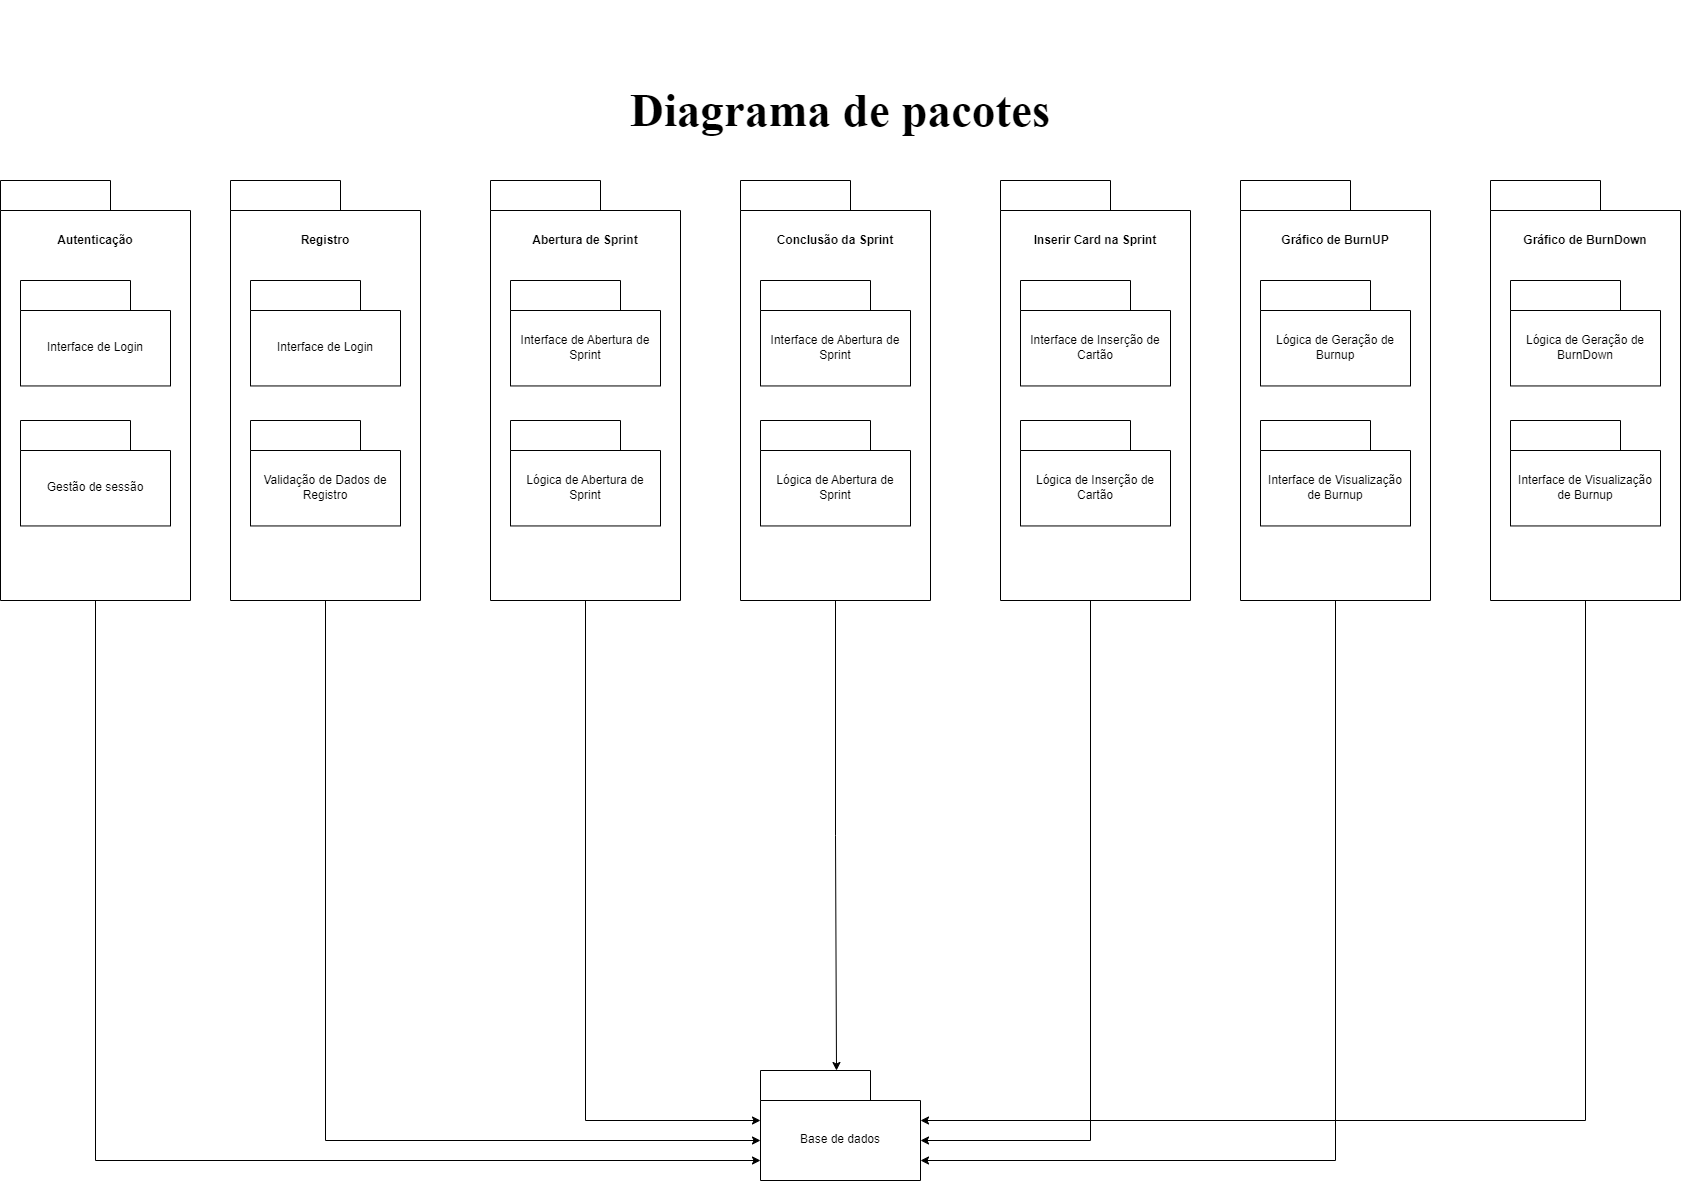 Diagrama de pacotes
Autenticação
Registro
Abertura de Sprint
Conclusão da Sprint
Inserir Card na Sprint
Gráfico de BurnUP
Gráfico de BurnDown
Interface de Login
Interface de Login
Interface de Abertura de
Sprint
Interface de Abertura de
Sprint
Interface de Inserção de
Cartão
Lógica de Geração de
Burnup
Lógica de Geração de
BurnDown
Gestão de sessão
Validação de Dados de
Registro
Lógica de Abertura de
Sprint
Lógica de Abertura de
Sprint
Lógica de Inserção de
Cartão
Interface de Visualização
de Burnup
Interface de Visualização
de Burnup
Base de dados